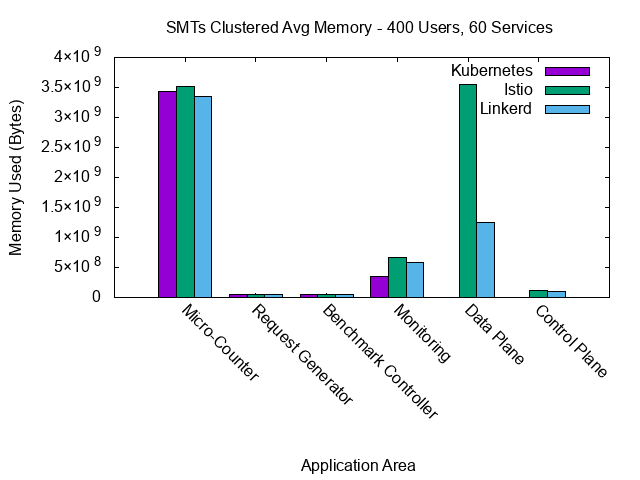 SMTs Clustered Avg Memory - 400 Users, 60 Services
Memory Used (Bytes)
4×10^9
3.5×10^9
3×10^9
2.5×10^9
2×10^9
1.5×10^9
1×10^9
5×10^8
0
Kubernetes
Istio
Linkerd
Micro-Counter
Request Generator
Benchmark Controller
Monitoring
Data Plane
Control Plane
Application Area